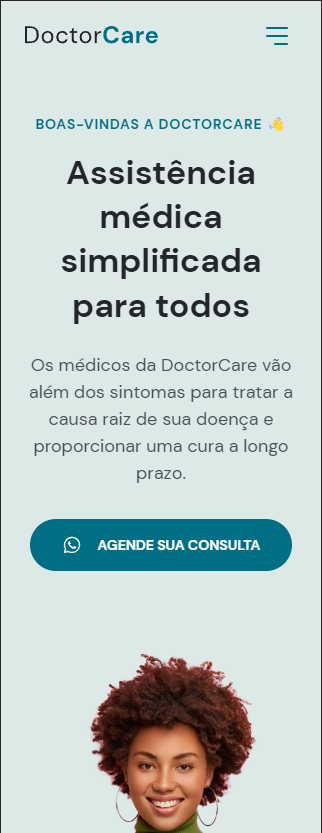 DoctorCare
BOAS-VINDAS A DOCTORCARE 👋
Assistência
médica
simplificada
para todos
Os médicos da DoctorCare vão
além dos sintomas para tratar a
causa raiz de sua doença e
proporcionar uma cura a longo
prazo.
AGENDE SUA CONSULTA